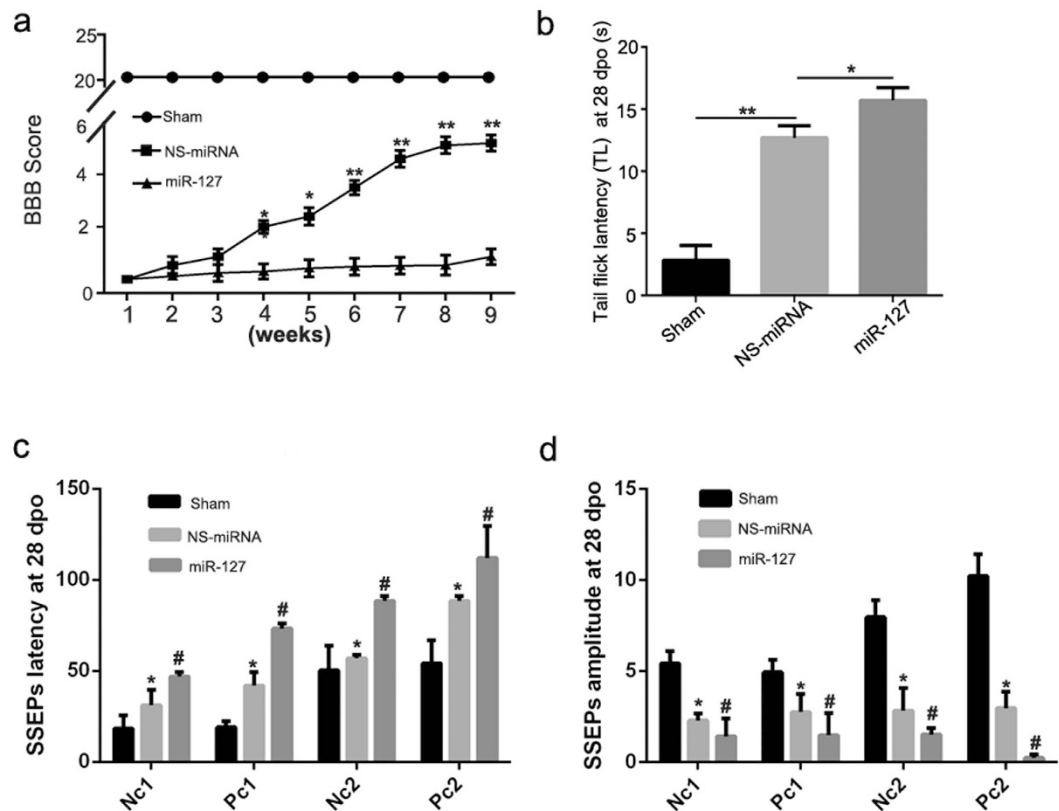 a
25
20
6
4
2
0
BBB Score
Sham
NS-miRNA
miR-127
*
*
*
**
**
**
**
1 2 3 4 5 6 7 8 9
(weeks)
b
Tail flick lantency (TL) at 28 dpo (s)
20
15
10
5
0
**
*
Sham
NS-miRNA
miR-127
c
SSEPs latency at 28 dpo
150
100
50
0
Sham
NS-miRNA
miR-127
* #
* #
* #
* #
Nc1 Pc1 Nc2 Pc2
d
SSEPs amplitude at 28 dpo
15
10
5
0
Sham
NS-miRNA
miR-127
* #
* #
* #
* #
Nc1 Pc1 Nc2 Pc2